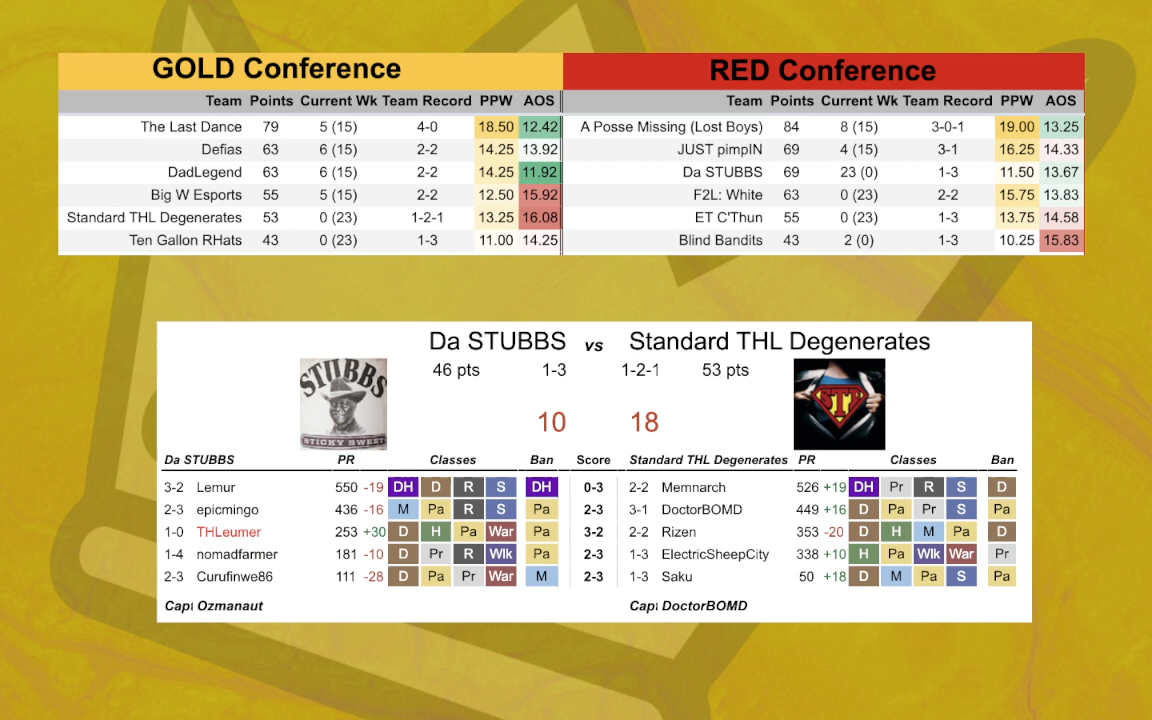 GOLD Conference
Team Points Current Wk Team Record PPW AOS
The Last Dance 79 5 (15) 4-0 18.50 12.42
Defias 63 6 (15) 2-2 14.25 13.92
DadLegend 63 6 (15) 2-2 14.25 11.92
Big W Esports 55 5 (15) 2-2 12.50 15.92
Standard THL Degenerates 53 0 (23) 1-2-1 13.25 16.08
Ten Gallon RHats 43 0 (23) 1-3 11.00 14.25
RED Conference
Team Points Current Wk Team Record PPW AOS
A Posse Missing (Lost Boys) 84 8 (15) 3-0-1 19.00 13.25
JUST pimpIN 69 4 (15) 3-1 16.25 14.33
Da STUBBS 69 23 (0) 1-3 11.50 13.67
F2L: White 63 0 (23) 2-2 15.75 13.83
ET C'Thun 55 0 (23) 1-3 13.75 14.58
Blind Bandits 43 2 (0) 1-3 10.25 15.83
Da STUBBS vs Standard THL Degenerates
46 pts 1-3 1-2-1 53 pts
STUBBS
STICKY SWEET
STD
10 18
Da STUBBS PR Classes Ban Score Standard THL Degenerates PR Classes Ban
3-2 Lemur 550 -19 DH D R S DH 0-3 2-2 Memnarch 526 +19 DH Pr R S D
2-3 epicmingo 436 -16 M Pa R S Pa 2-3 3-1 DoctorBOMD 449 +16 D Pa Pr S Pa
1-0 THLeumer 253 +30 D H Pa War Pa 3-2 2-2 Rizen 353 -20 D H M Pa D
1-4 nomadfarmer 181 -10 D Pr R Wlk Pa 2-3 1-3 ElectricSheepCity 338 +10 H Pa Wlk War Pr
2-3 Curufinwe86 111 -28 D Pa Pr War M 2-3 1-3 Saku 50 +18 D M Pa S Pa
Capt Ozmanaut Capt DoctorBOMD